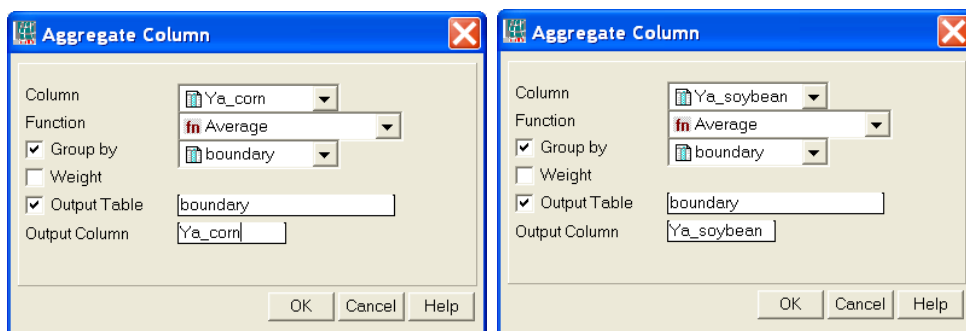 Aggregate Column
Column Ya_corn
Function fn Average
Group by boundary
Weight
Output Table boundary
Output Column Ya_corn
OK Cancel Help
Aggregate Column
Column Ya_soybean
Function fn Average
Group by boundary
Weight
Output Table boundary
Output Column Ya_soybean
OK Cancel Help